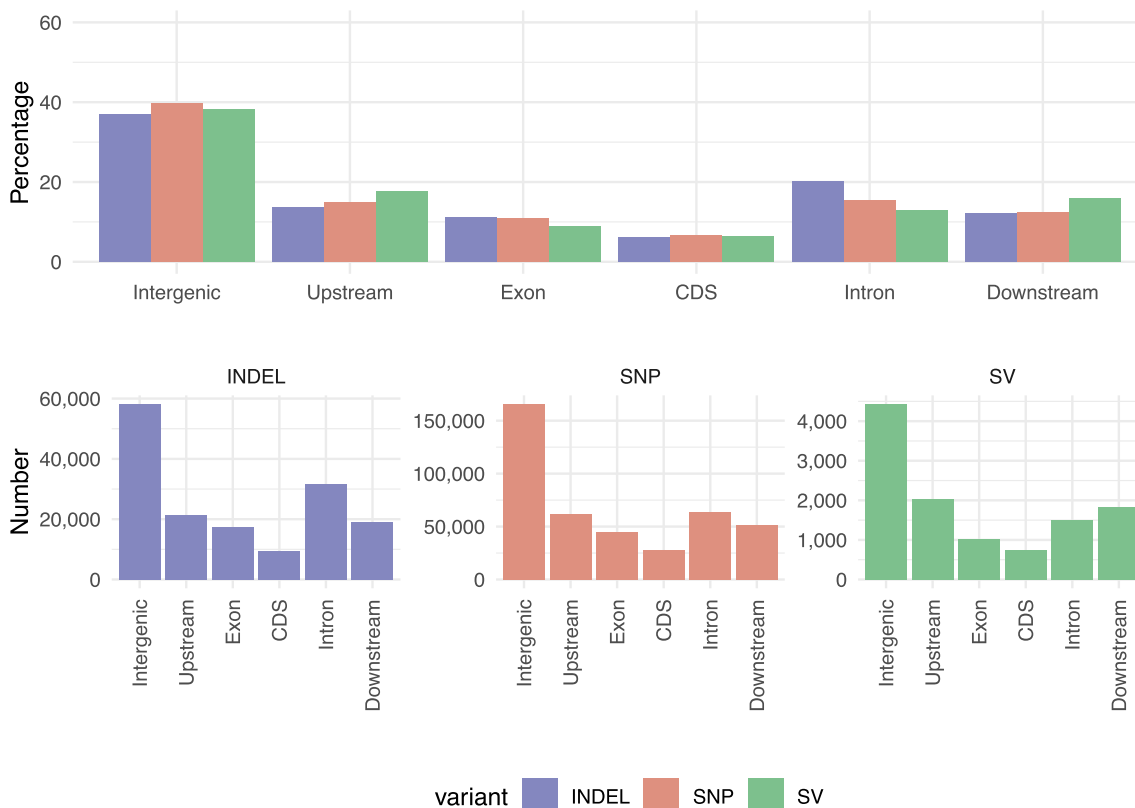 Percentage
60
40
20
0
Intergenic Upstream Exon CDS Intron Downstream
INDEL SNP SV
Number
60,000
40,000
20,000
0
Intergenic
Upstream
Exon
CDS
Intron
Downstream
150,000
100,000
50,000
0
Intergenic
Upstream
Exon
CDS
Intron
Downstream
4,000
3,000
2,000
1,000
0
Intergenic
Upstream
Exon
CDS
Intron
Downstream
variant INDEL SNP SV